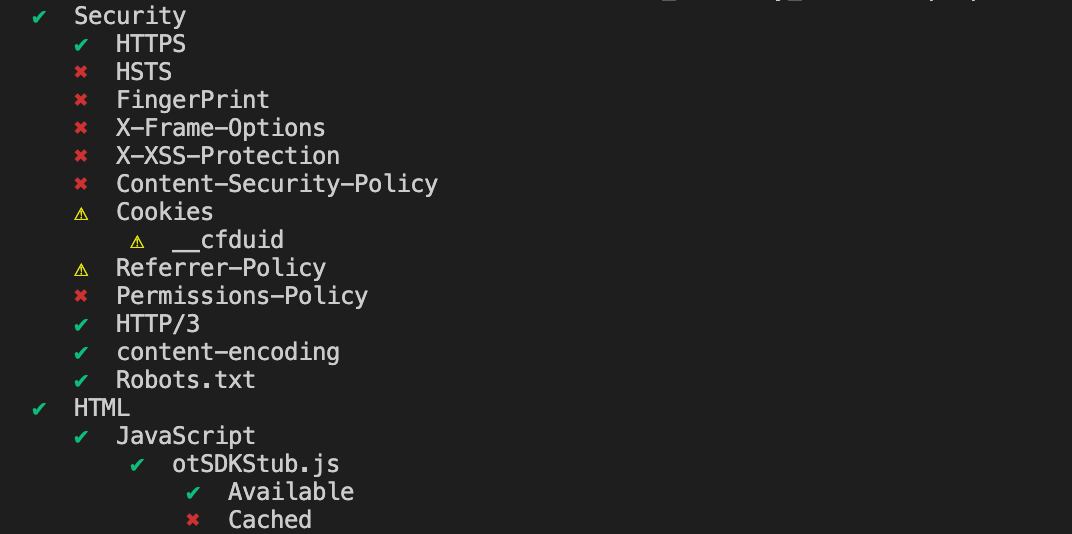 ✔ Security
✔ HTTPS
✖ HSTS
✖ FingerPrint
✖ X-Frame-Options
✖ X-XSS-Protection
✖ Content-Security-Policy
⚠ Cookies
⚠ __cfduid
⚠ Referrer-Policy
✖ Permissions-Policy
✔ HTTP/3
✔ content-encoding
✔ Robots.txt
✔ HTML
✔ JavaScript
✔ otSDKStub.js
✔ Available
✖ Cached